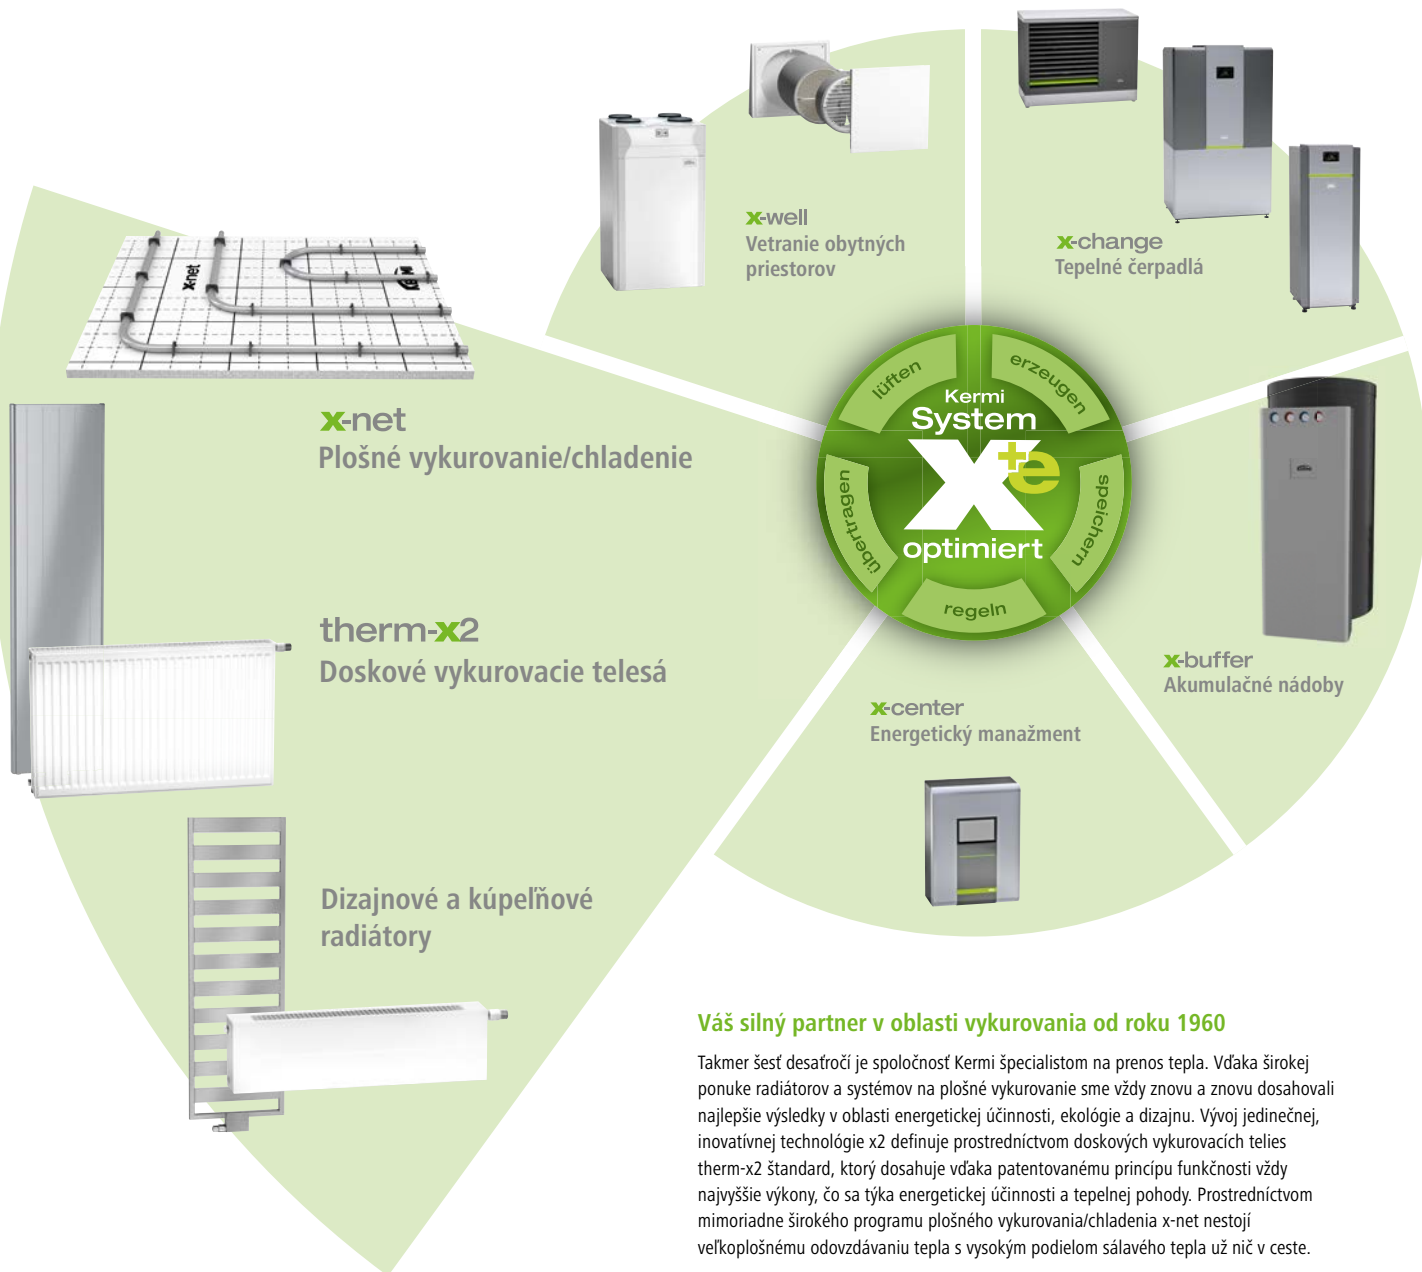 x-well
Vetranie obytných
priestorov
x-change
Tepelné čerpadlá
x-net
KERMI
x-net
Plošné vykurovanie/chladenie
lüften
erzeugen
Kermi
System
x+e
optimiert
übertragen
speichern
regeln
therm-x2
Doskové vykurovacie telesá
x-buffer
Akumulačné nádoby
x-center
Energetický manažment
Dizajnové a kúpeľňové
radiátory
Váš silný partner v oblasti vykurovania od roku 1960
Takmer šesť desaťročí je spoločnosť Kermi špecialistom na prenos tepla. Vďaka širokej
ponuke radiátorov a systémov na plošné vykurovanie sme vždy znovu a znovu dosahovali
najlepšie výsledky v oblasti energetickej účinnosti, ekológie a dizajnu. Vývoj jedinečnej,
inovatívnej technológie x2 definuje prostredníctvom doskových vykurovacích telies
therm-x2 štandard, ktorý dosahuje vďaka patentovanému princípu funkčnosti vždy
najvyššie výkony, čo sa týka energetickej účinnosti a tepelnej pohody. Prostredníctvom
mimoriadne širokého programu plošného vykurovania/chladenia x-net nestojí
veľkoplošnému odovzdávaniu tepla s vysokým podielom sálavého tepla už nič v ceste.